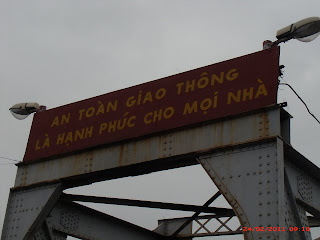 AN TOÀN GIAO THÔNG
LÀ HẠNH PHÚC CHO MỌI NHÀ